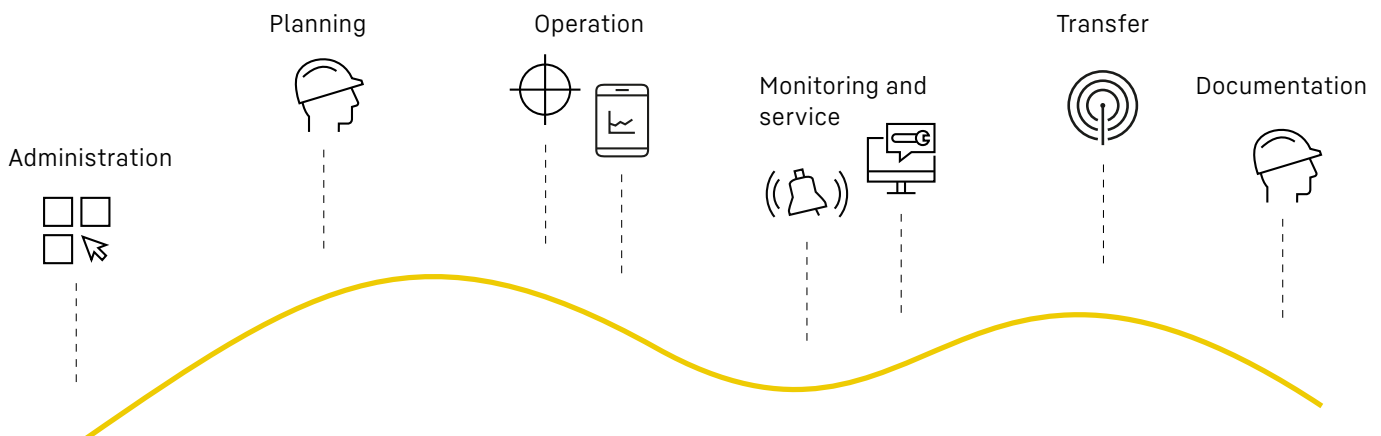 Administration
Planning
Operation
Monitoring and
service
Transfer
Documentation